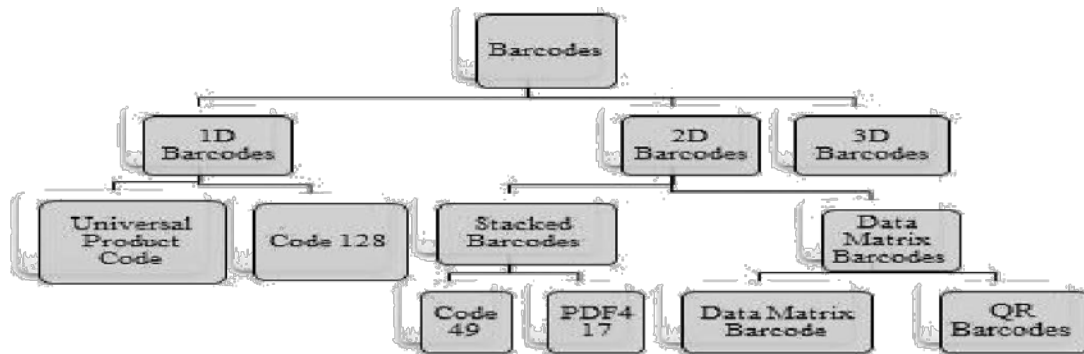 Barcodes
1D
Barcodes
2D
Barcodes
3D
Barcodes
Universal
Product
Code
Code 128
Stacked
Barcodes
Data
Matrix
Barcodes
Code
49
PDF4
17
Data Matrix
Barcode
QR
Barcodes